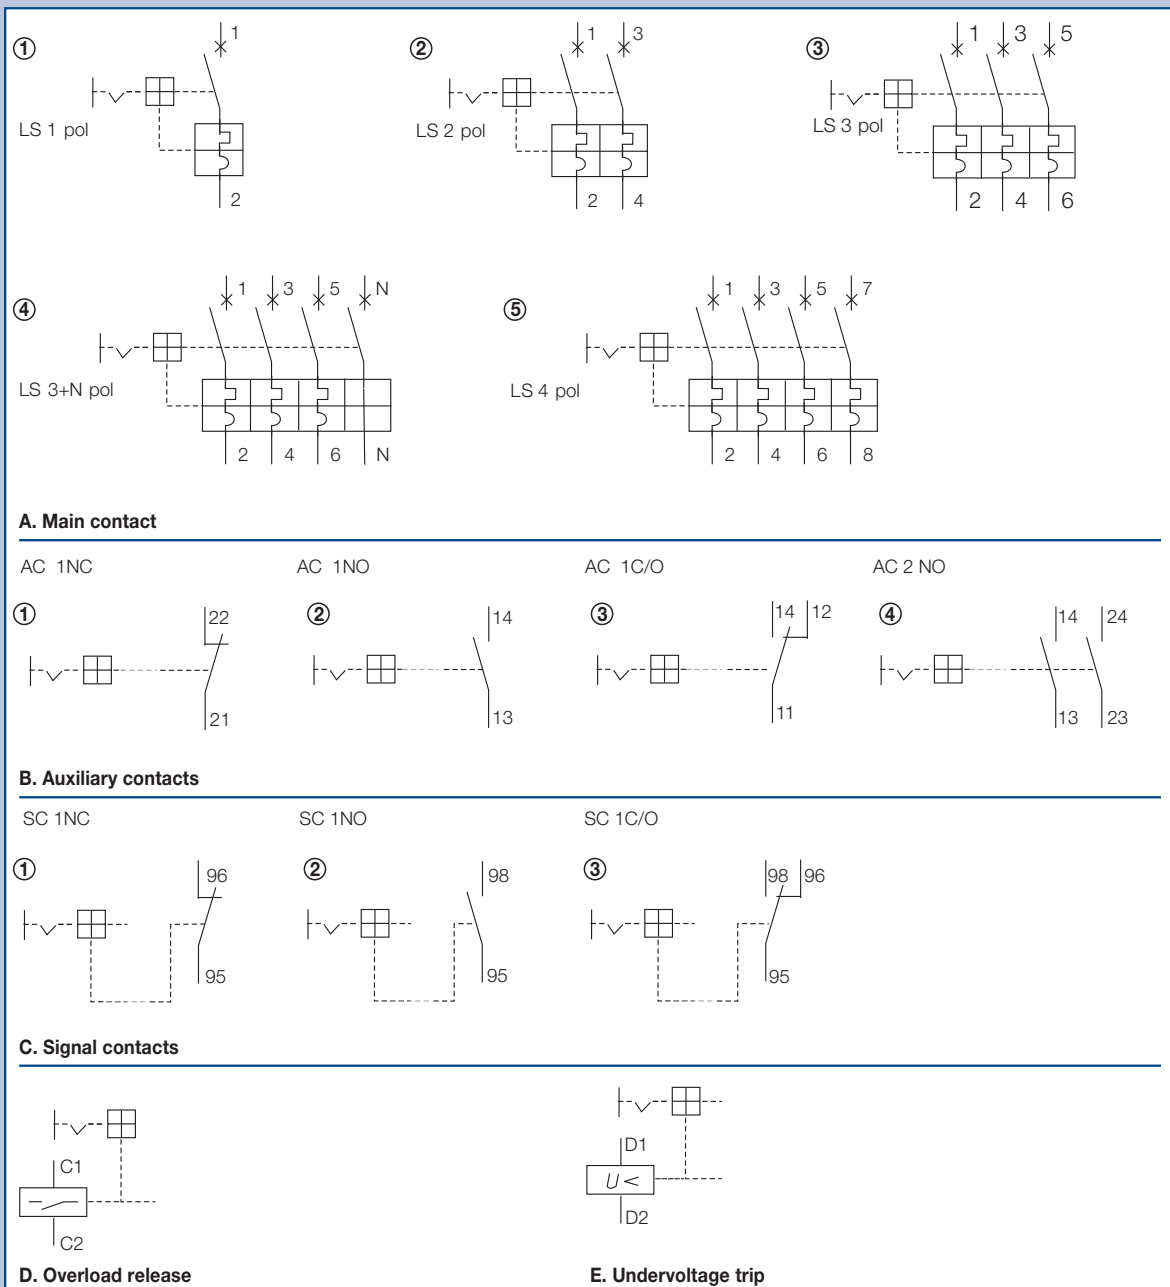 ① 1
② 1 3
③ 1 3 5
LS 1 pol
LS 2 pol
LS 3 pol
2
2 4
2 4 6
④ 1 3 5 N
⑤ 1 3 5 7
LS 3+N pol
LS 4 pol
2 4 6 N
2 4 6 8
A. Main contact
AC 1NC
AC 1NO
AC 1C/O
AC 2 NO
① 22
② 14
③ 14 12
④ 14 24
21
13
11
13 23
B. Auxiliary contacts
SC 1NC
SC 1NO
SC 1C/O
① 96
② 98
③ 98 96
95
95
95
C. Signal contacts
C1
C2
D1
U <
D2
D. Overload release
E. Undervoltage trip